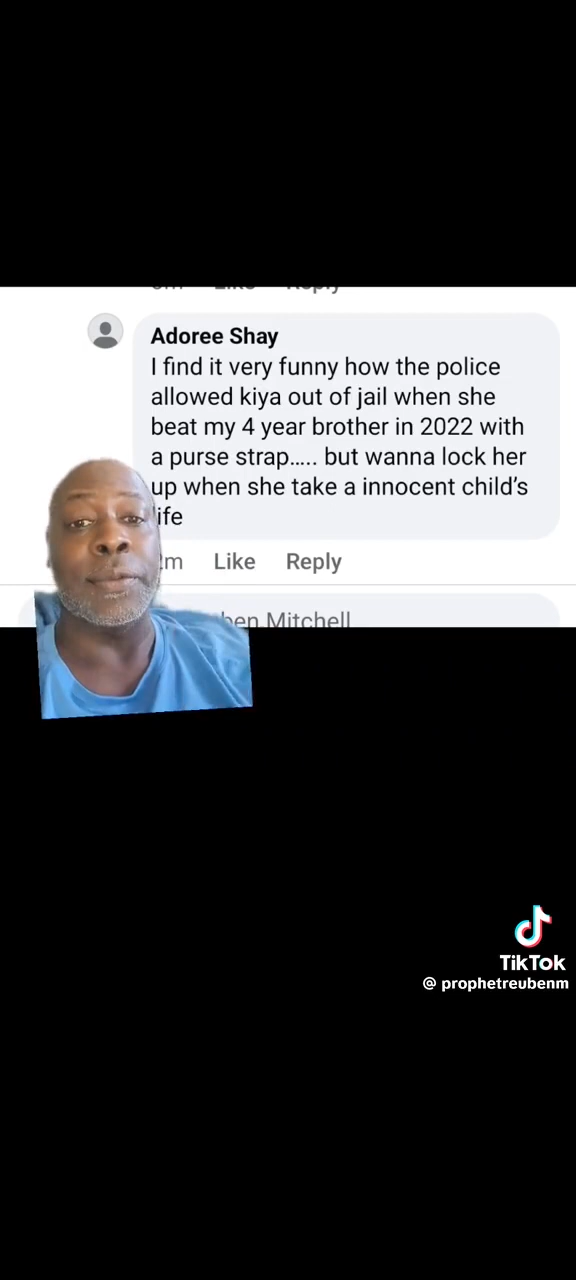 Like Reply
Adoree Shay
I find it very funny how the police
allowed kiya out of jail when she
beat my 4 year brother in 2022 with
a purse strap..... but wanna lock her
up when she take a innocent child's
life
Like Reply
Mitchell
TikTok
@ prophetreubenm